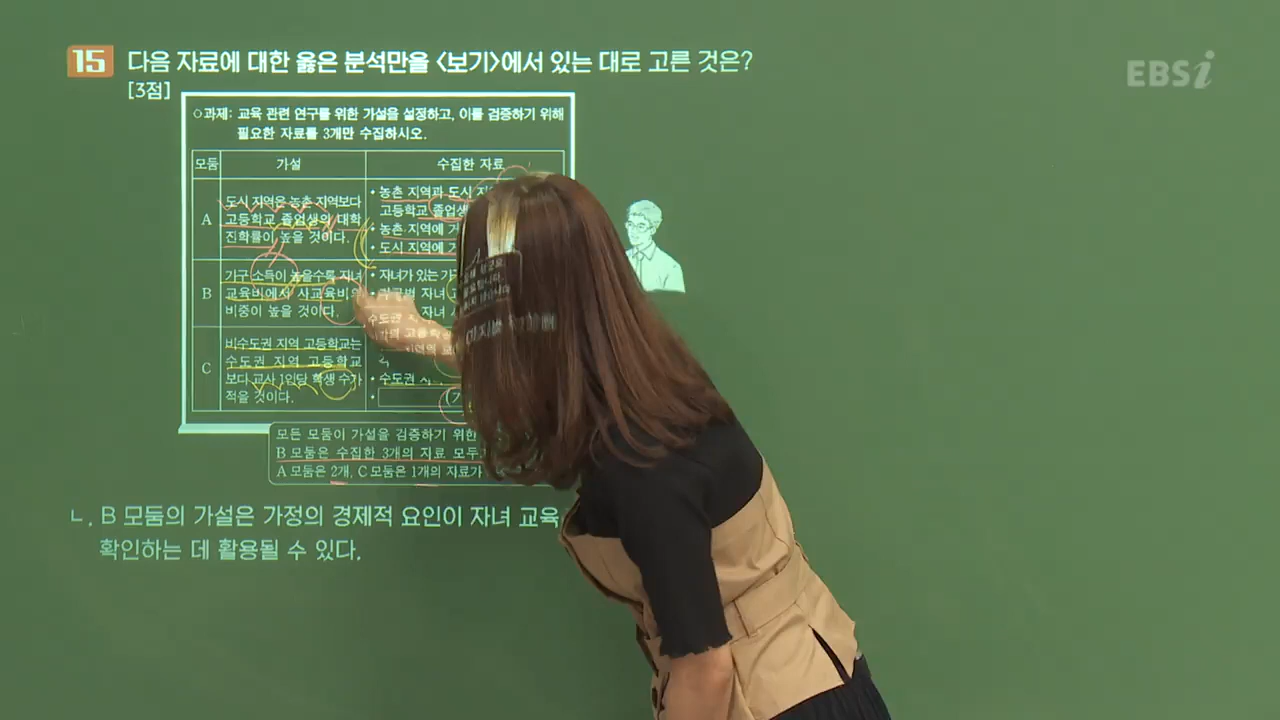 15 다음 자료에 대한 옳은 분석만을 <보기>에서 있는 대로 고른 것은?
[3점]
EBSi
○과제: 교육 관련 연구를 위한 가설을 설정하고, 이를 검증하기 위해
필요한 자료를 3개만 수집하시오.
모둠 가설 수집한 자료
A
도시 지역은 농촌 지역보다
고등학교 졸업생의 대학
진학률이 높을 것이다.
• 농촌 지역과 도시
고등학교 졸업생
• 농촌 지역에
• 도시 지역에
B
가구 소득이 높을수록 자녀
교육비에서 사교육비의
비중이 높을 것이다.
• 자녀가 있는
자녀
자녀
C
비수도권 지역 고등학교는
수도권 지역 고등학교
보다 교사 1인당 학생 수가
적을 것이다.
수도권
• 수도권
•
모든 모둠이 가설을 검증하기 위한
B 모둠은 수집한 3개의 자료 모두
A 모둠은 2개, C 모둠은 1개의 자료가
ㄴ. B 모둠의 가설은 가정의 경제적 요인이 자녀 교육
확인하는 데 활용될 수 있다.